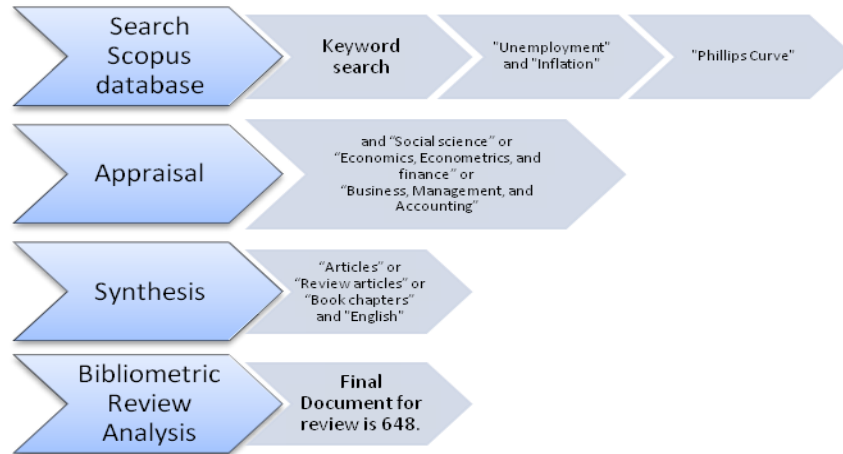 Search
Scopus
database
Keyword
search
"Unemployment"
and "Inflation"
"Phillips Curve"
Appraisal
and “Social science” or
“Economics, Econometrics, and
finance” or
“Business, Management, and
Accounting”
Synthesis
“Articles” or
“Review articles” or
“Book chapters”
and "English"
Bibliometric
Review
Analysis
Final
Document for
review is 648.